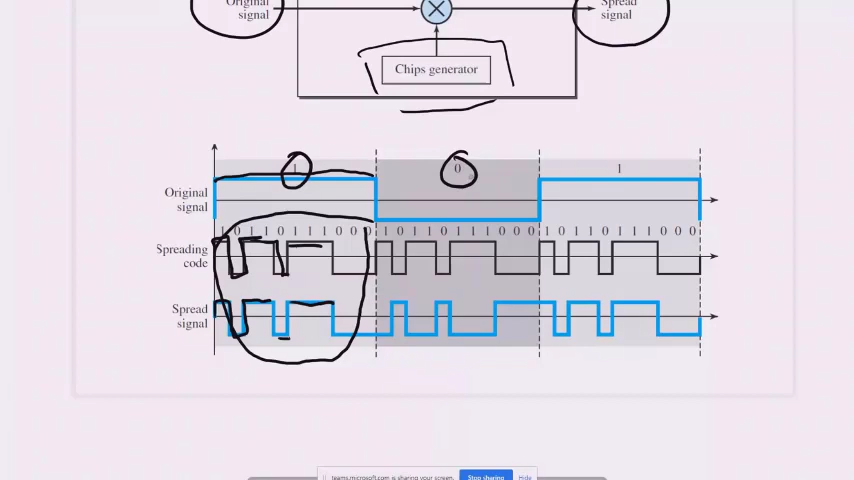 Original
signal
Spread
signal
Chips generator
1 0 1
Original
signal
1 0 1 1 0 1 1 1 0 0 0 1 0 1 1 0 1 1 1 0 0 0 1 0 1 1 0 1 1 1 0 0 0
Spreading
code
Spread
signal
teams.microsoft.com is sharing your screen. Stop sharing Hide